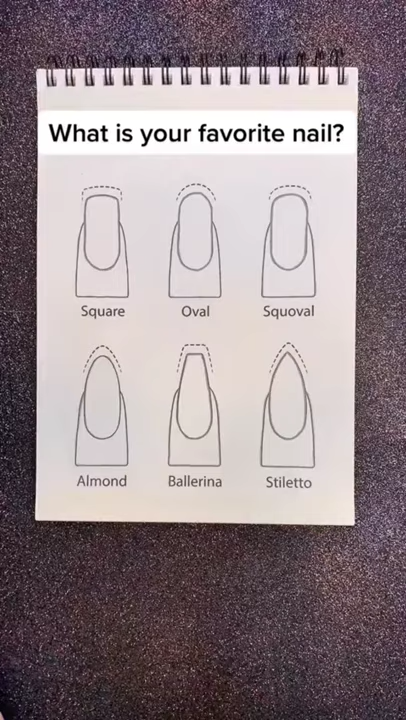 What is your favorite nail?
Square Oval Squoval
Almond Ballerina Stiletto